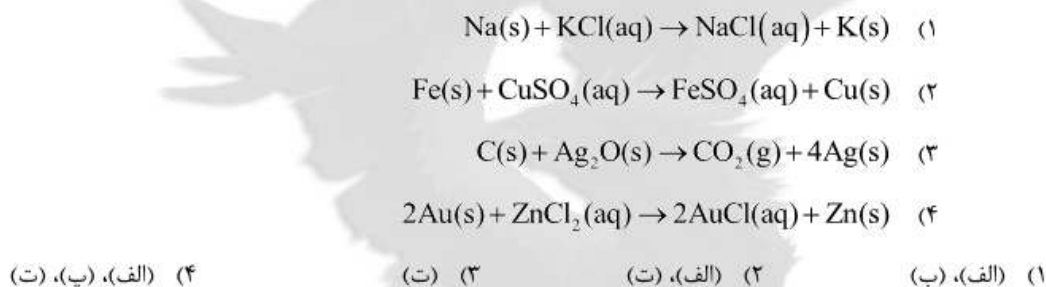 ۱) Na(s) + KCl(aq) → NaCl(aq) + K(s)
۲) Fe(s) + CuSO₄(aq) → FeSO₄(aq) + Cu(s)
۳) C(s) + Ag₂O(s) → CO₂(g) + 4Ag(s)
۴) 2Au(s) + ZnCl₂(aq) → 2AuCl(aq) + Zn(s)
۱) (الف)، (ب) ۲) (الف)، (ت) ۳) (ت) ۴) (الف)، (پ)، (ت)